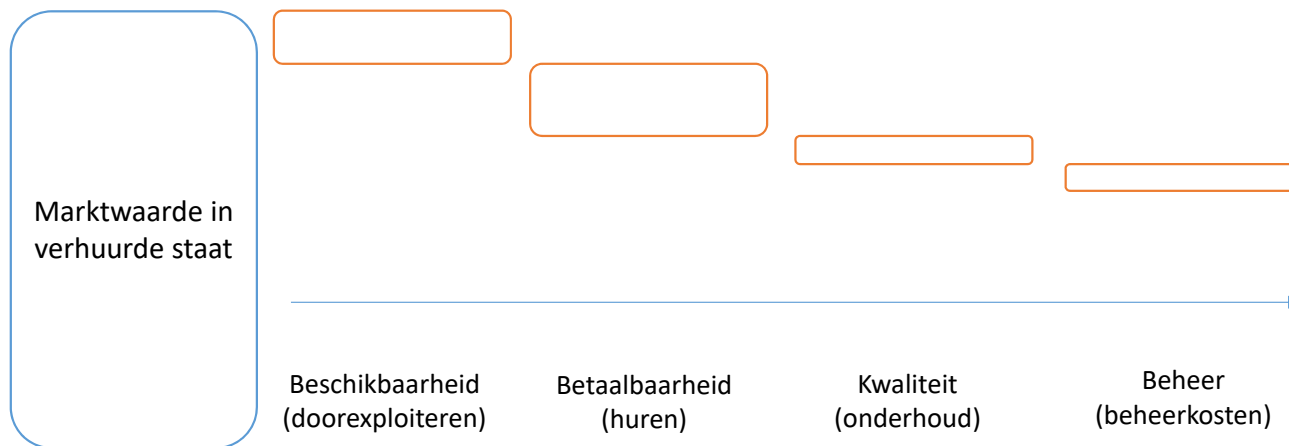 Marktwaarde in
verhuurde staat
Beschikbaarheid
(doorexploiteren)
Betaalbaarheid
(huren)
Kwaliteit
(onderhoud)
Beheer
(beheerkosten)